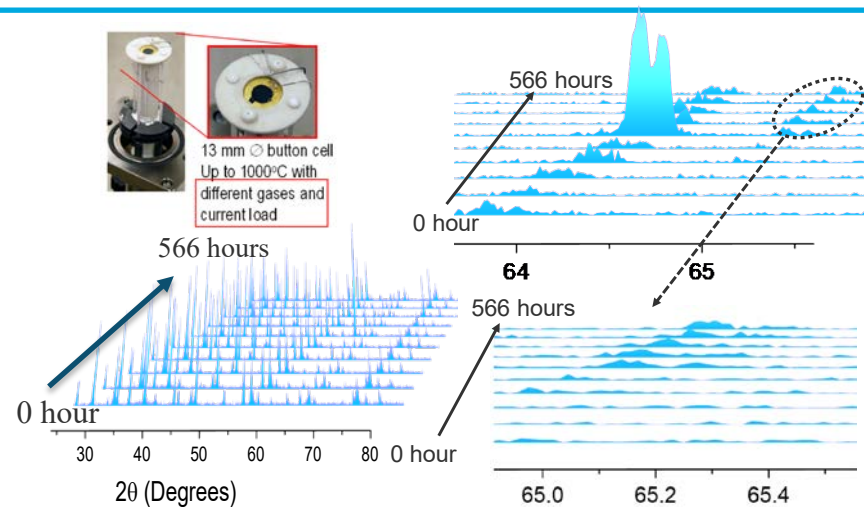 13 mm ∅ button cell
Up to 1000°C with
different gases and
current load
566 hours
0 hour
30 40 50 60 70 80
2θ (Degrees)
566 hours
0 hour
64 65
566 hours
0 hour
65.0 65.2 65.4